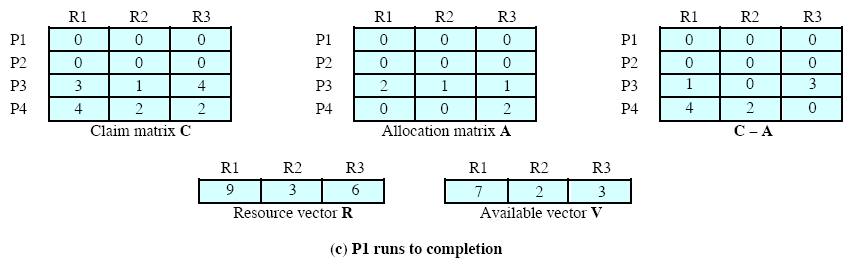 R1 R2 R3 R1 R2 R3 R1 R2 R3
P1 0 0 0 P1 0 0 0 P1 0 0 0
P2 0 0 0 P2 0 0 0 P2 0 0 0
P3 3 1 4 P3 2 1 1 P3 1 0 3
P4 4 2 2 P4 0 0 2 P4 4 2 0
Claim matrix C Allocation matrix A C – A
R1 R2 R3 R1 R2 R3
9 3 6 7 2 3
Resource vector R Available vector V
(c) P1 runs to completion